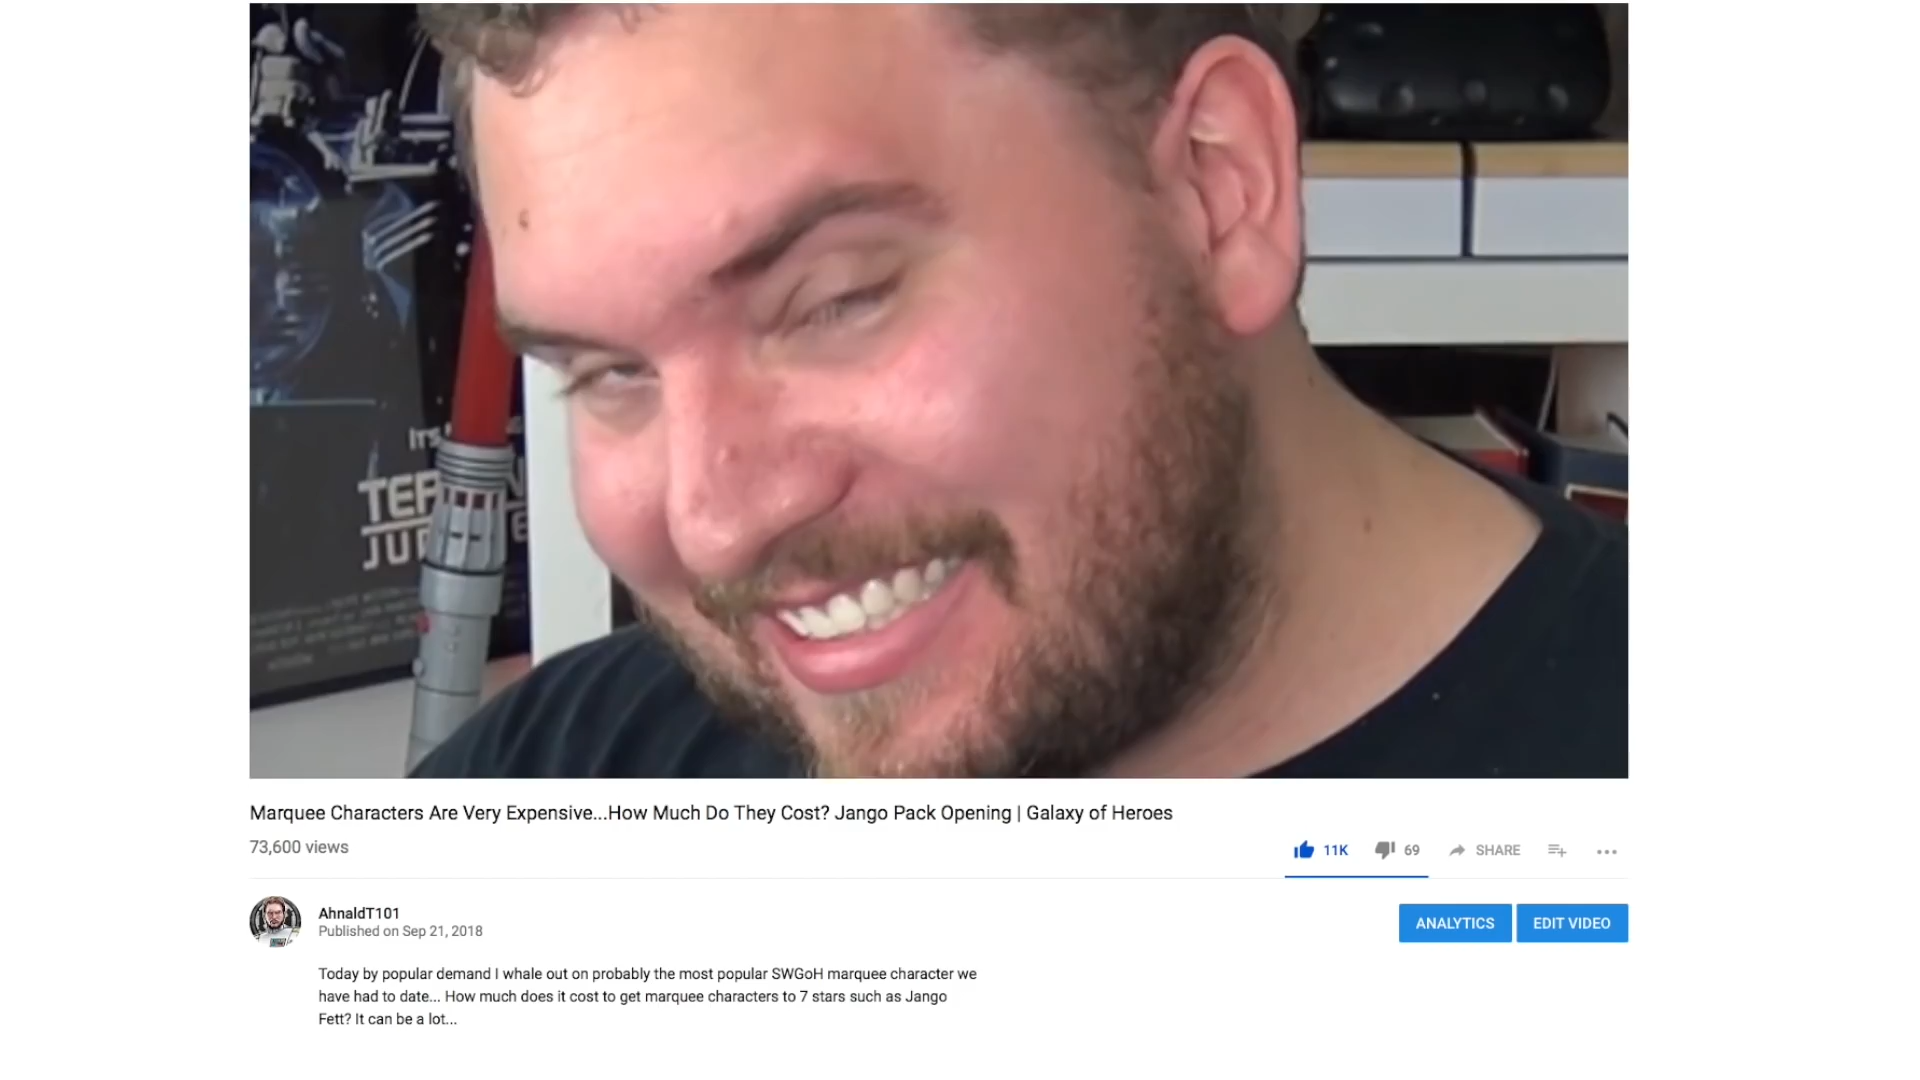 IT'S
TER
JU
Marquee Characters Are Very Expensive...How Much Do They Cost? Jango Pack Opening | Galaxy of Heroes
73,600 views
11K 69 SHARE
AhnaldT101
Published on Sep 21, 2018
ANALYTICS EDIT VIDEO
Today by popular demand I whale out on probably the most popular SWGoH marquee character we
have had to date... How much does it cost to get marquee characters to 7 stars such as Jango
Fett? It can be a lot...